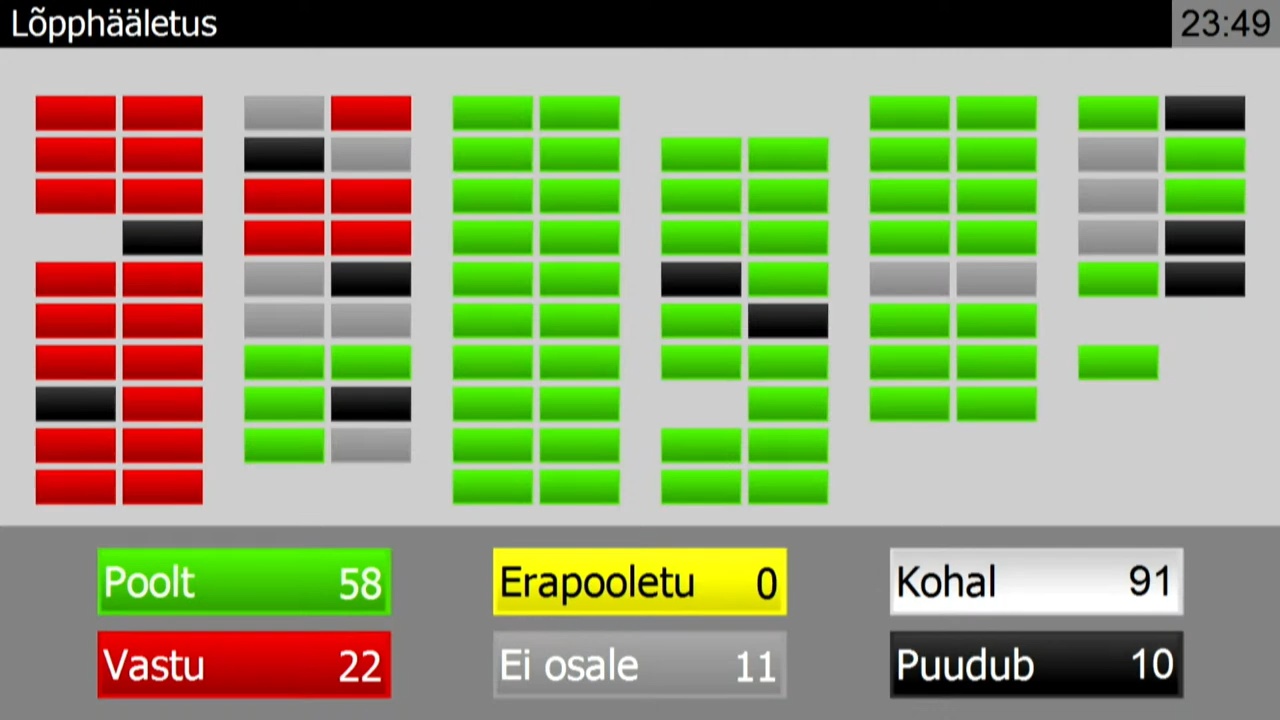 Lõpphääletus 23:49
Poolt 58 Erapooletu 0 Kohal 91
Vastu 22 Ei osale 11 Puudub 10